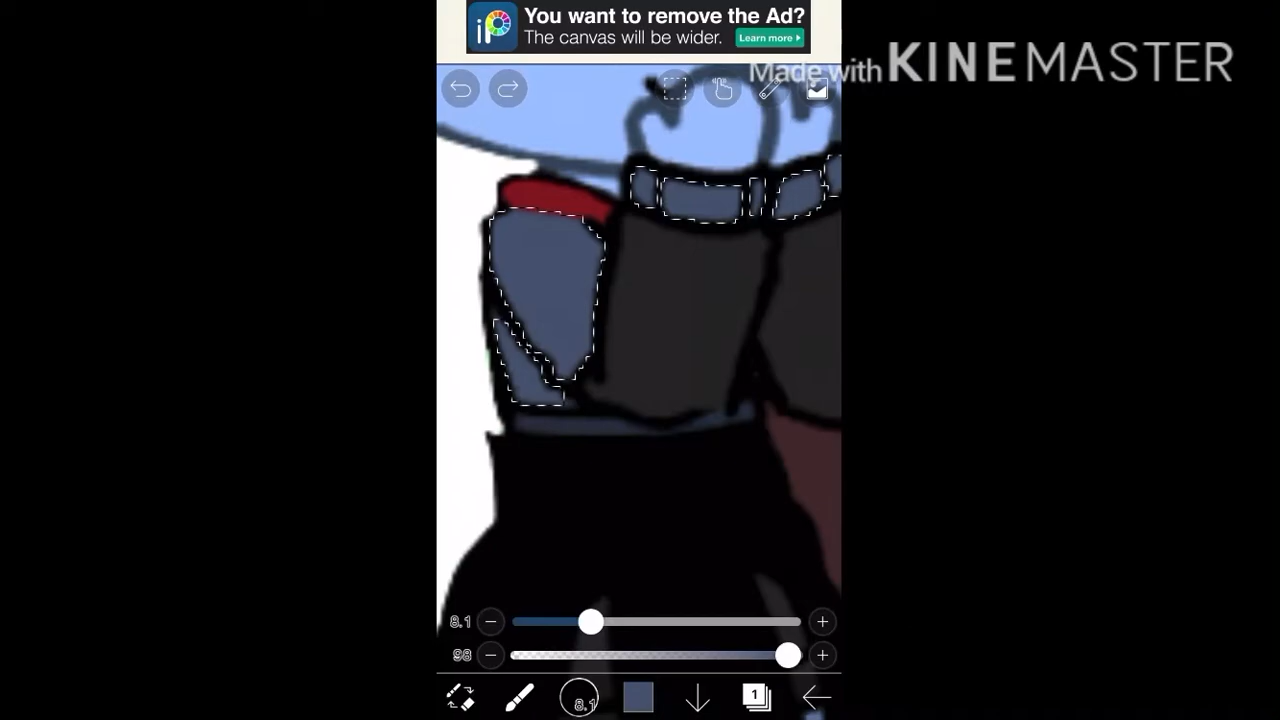 iP
You want to remove the Ad?
The canvas will be wider.
Learn more
Made with KINEMASTER
8.1
98
8.1
1